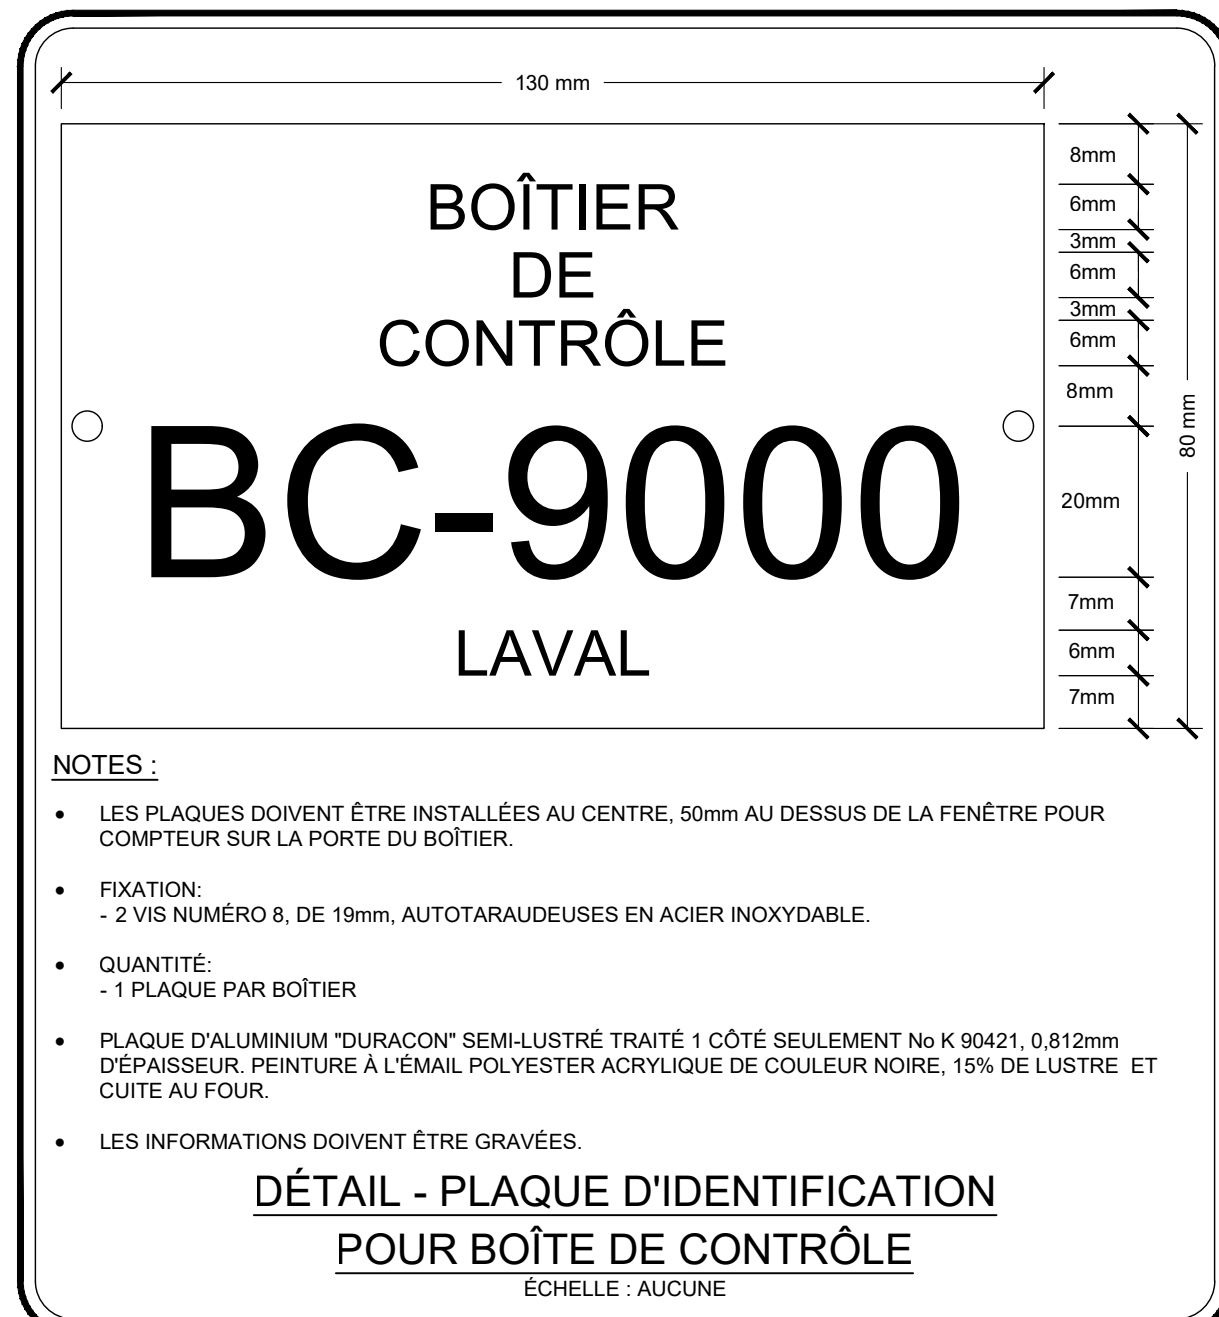 130 mm
BOÎTIER
DE
CONTRÔLE
BC-9000
LAVAL
8mm
6mm
3mm
6mm
3mm
6mm
8mm
20mm
7mm
6mm
7mm
80 mm
NOTES :
• LES PLAQUES DOIVENT ÊTRE INSTALLÉES AU CENTRE, 50mm AU DESSUS DE LA FENÊTRE POUR
COMPTEUR SUR LA PORTE DU BOÎTIER.
• FIXATION:
- 2 VIS NUMÉRO 8, DE 19mm, AUTOTARAUDEUSES EN ACIER INOXYDABLE.
• QUANTITÉ:
- 1 PLAQUE PAR BOÎTIER
• PLAQUE D'ALUMINIUM "DURACON" SEMI-LUSTRÉ TRAITÉ 1 CÔTÉ SEULEMENT No K 90421, 0,812mm
D'ÉPAISSEUR. PEINTURE À L'ÉMAIL POLYESTER ACRYLIQUE DE COULEUR NOIRE, 15% DE LUSTRE ET
CUITE AU FOUR.
• LES INFORMATIONS DOIVENT ÊTRE GRAVÉES.
DÉTAIL - PLAQUE D'IDENTIFICATION
POUR BOÎTE DE CONTRÔLE
ÉCHELLE : AUCUNE